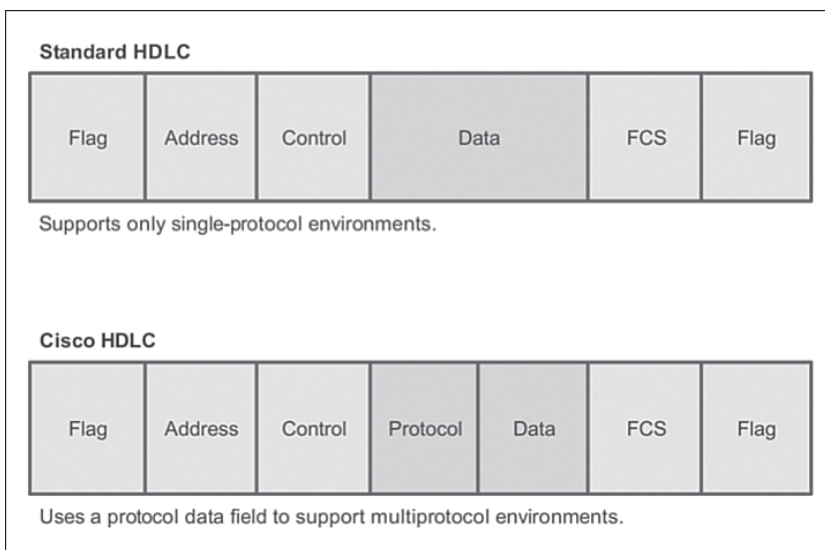 Standard HDLC
Flag Address Control Data FCS Flag
Supports only single-protocol environments.
Cisco HDLC
Flag Address Control Protocol Data FCS Flag
Uses a protocol data field to support multiprotocol environments.